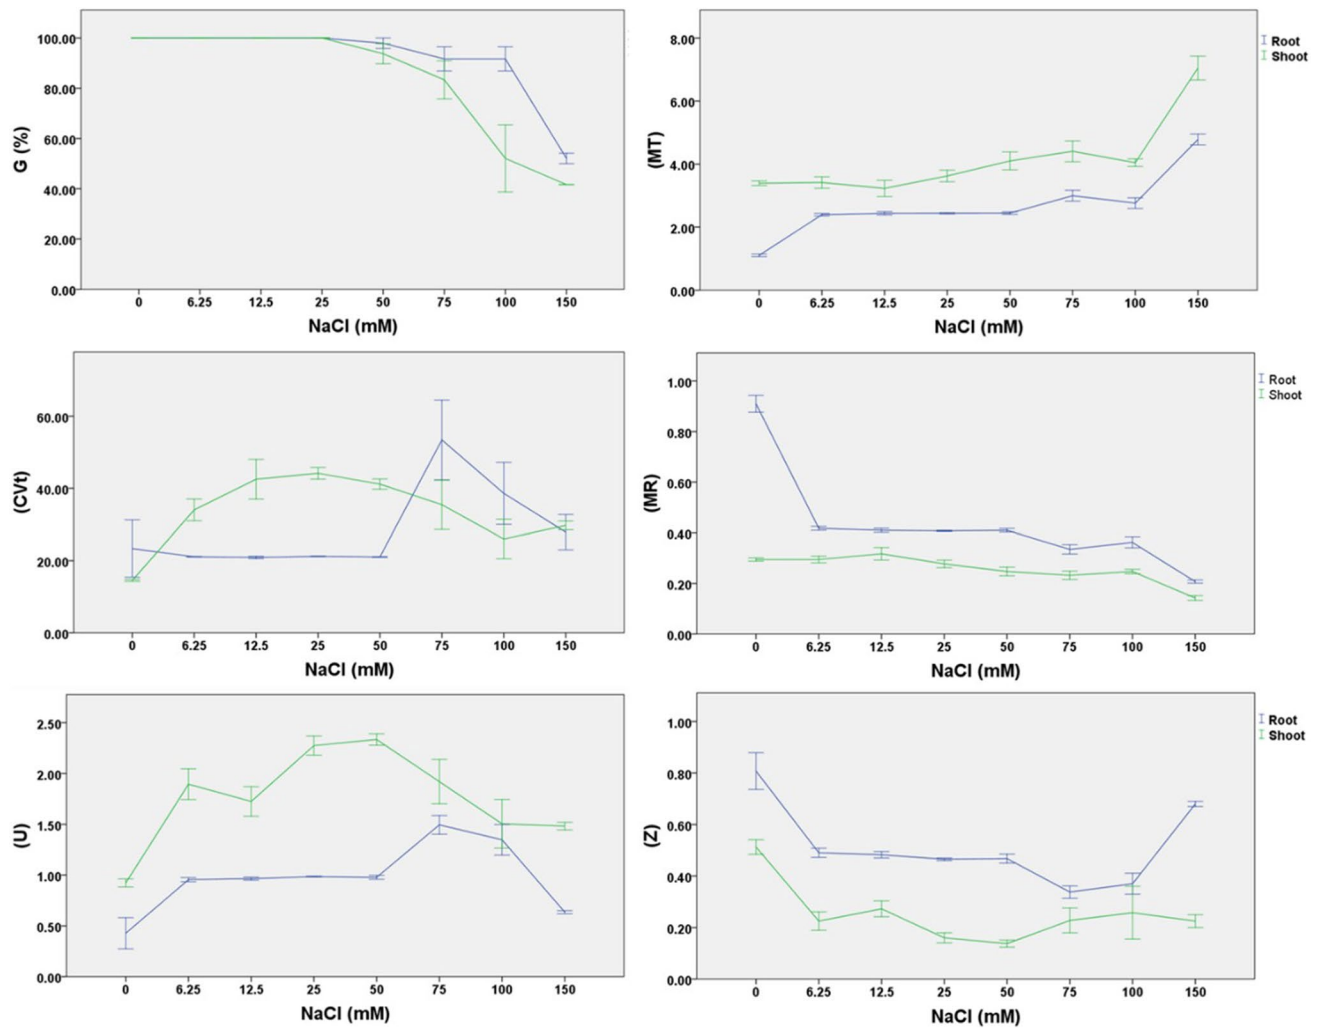 G (%)
100.00
80.00
60.00
40.00
20.00
0.00
0 6.25 12.5 25 50 75 100 150
NaCl (mM)
(MT)
8.00
6.00
4.00
2.00
0.00
0 6.25 12.5 25 50 75 100 150
NaCl (mM)
Root
Shoot
(CVt)
60.00
40.00
20.00
0.00
0 6.25 12.5 25 50 75 100 150
NaCl (mM)
(MR)
1.00
0.80
0.60
0.40
0.20
0.00
0 6.25 12.5 25 50 75 100 150
NaCl (mM)
Root
Shoot
(U)
2.50
2.00
1.50
1.00
0.50
0.00
0 6.25 12.5 25 50 75 100 150
NaCl (mM)
(Z)
1.00
0.80
0.60
0.40
0.20
0.00
0 6.25 12.5 25 50 75 100 150
NaCl (mM)
Root
Shoot